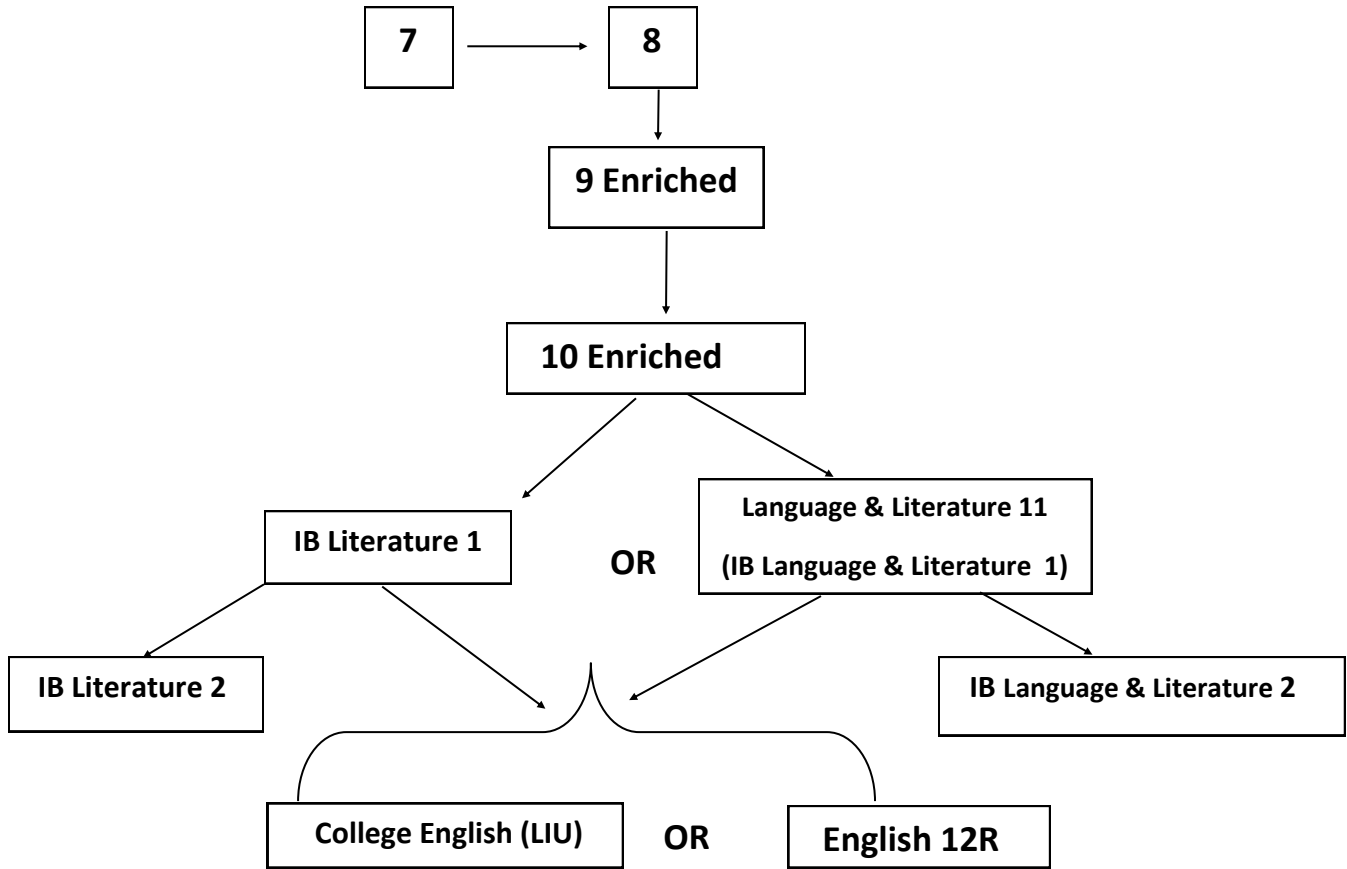 7
8
9 Enriched
10 Enriched
IB Literature 1
OR
Language & Literature 11
(IB Language & Literature 1)
IB Literature 2
IB Language & Literature 2
College English (LIU)
OR
English 12R